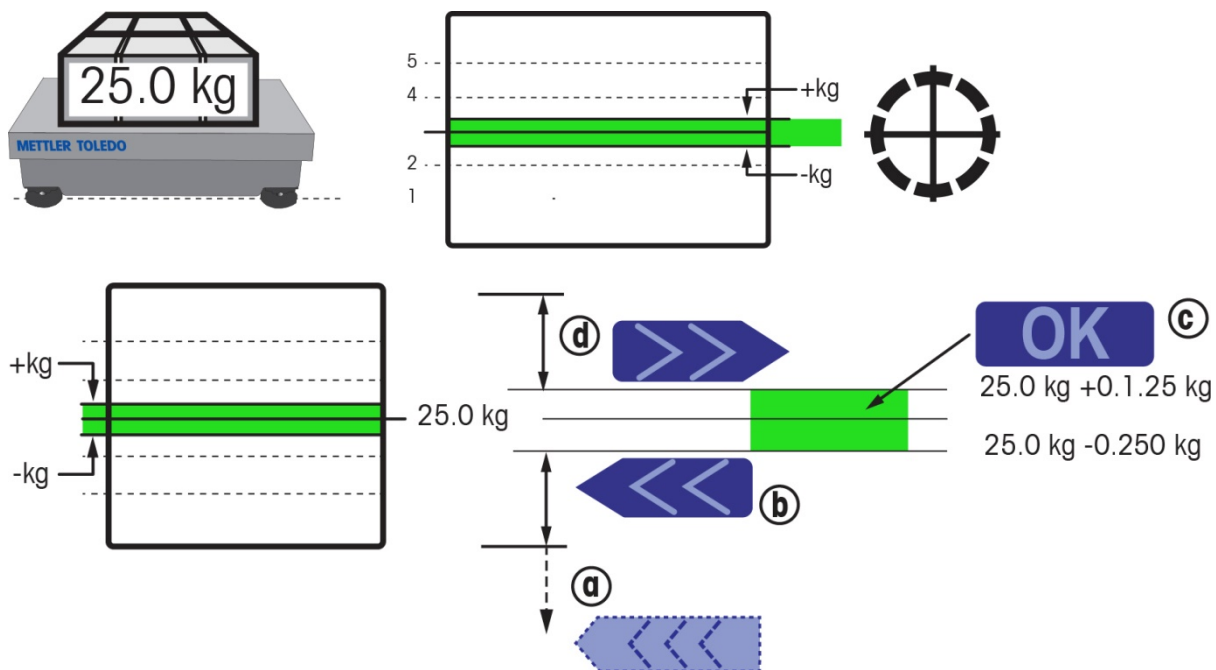 25.0 kg
METTLER TOLEDO
5
4
2
1
+kg
-kg
+kg
-kg
25.0 kg
d
OK
c
25.0 kg +0.1.25 kg
25.0 kg -0.250 kg
b
a